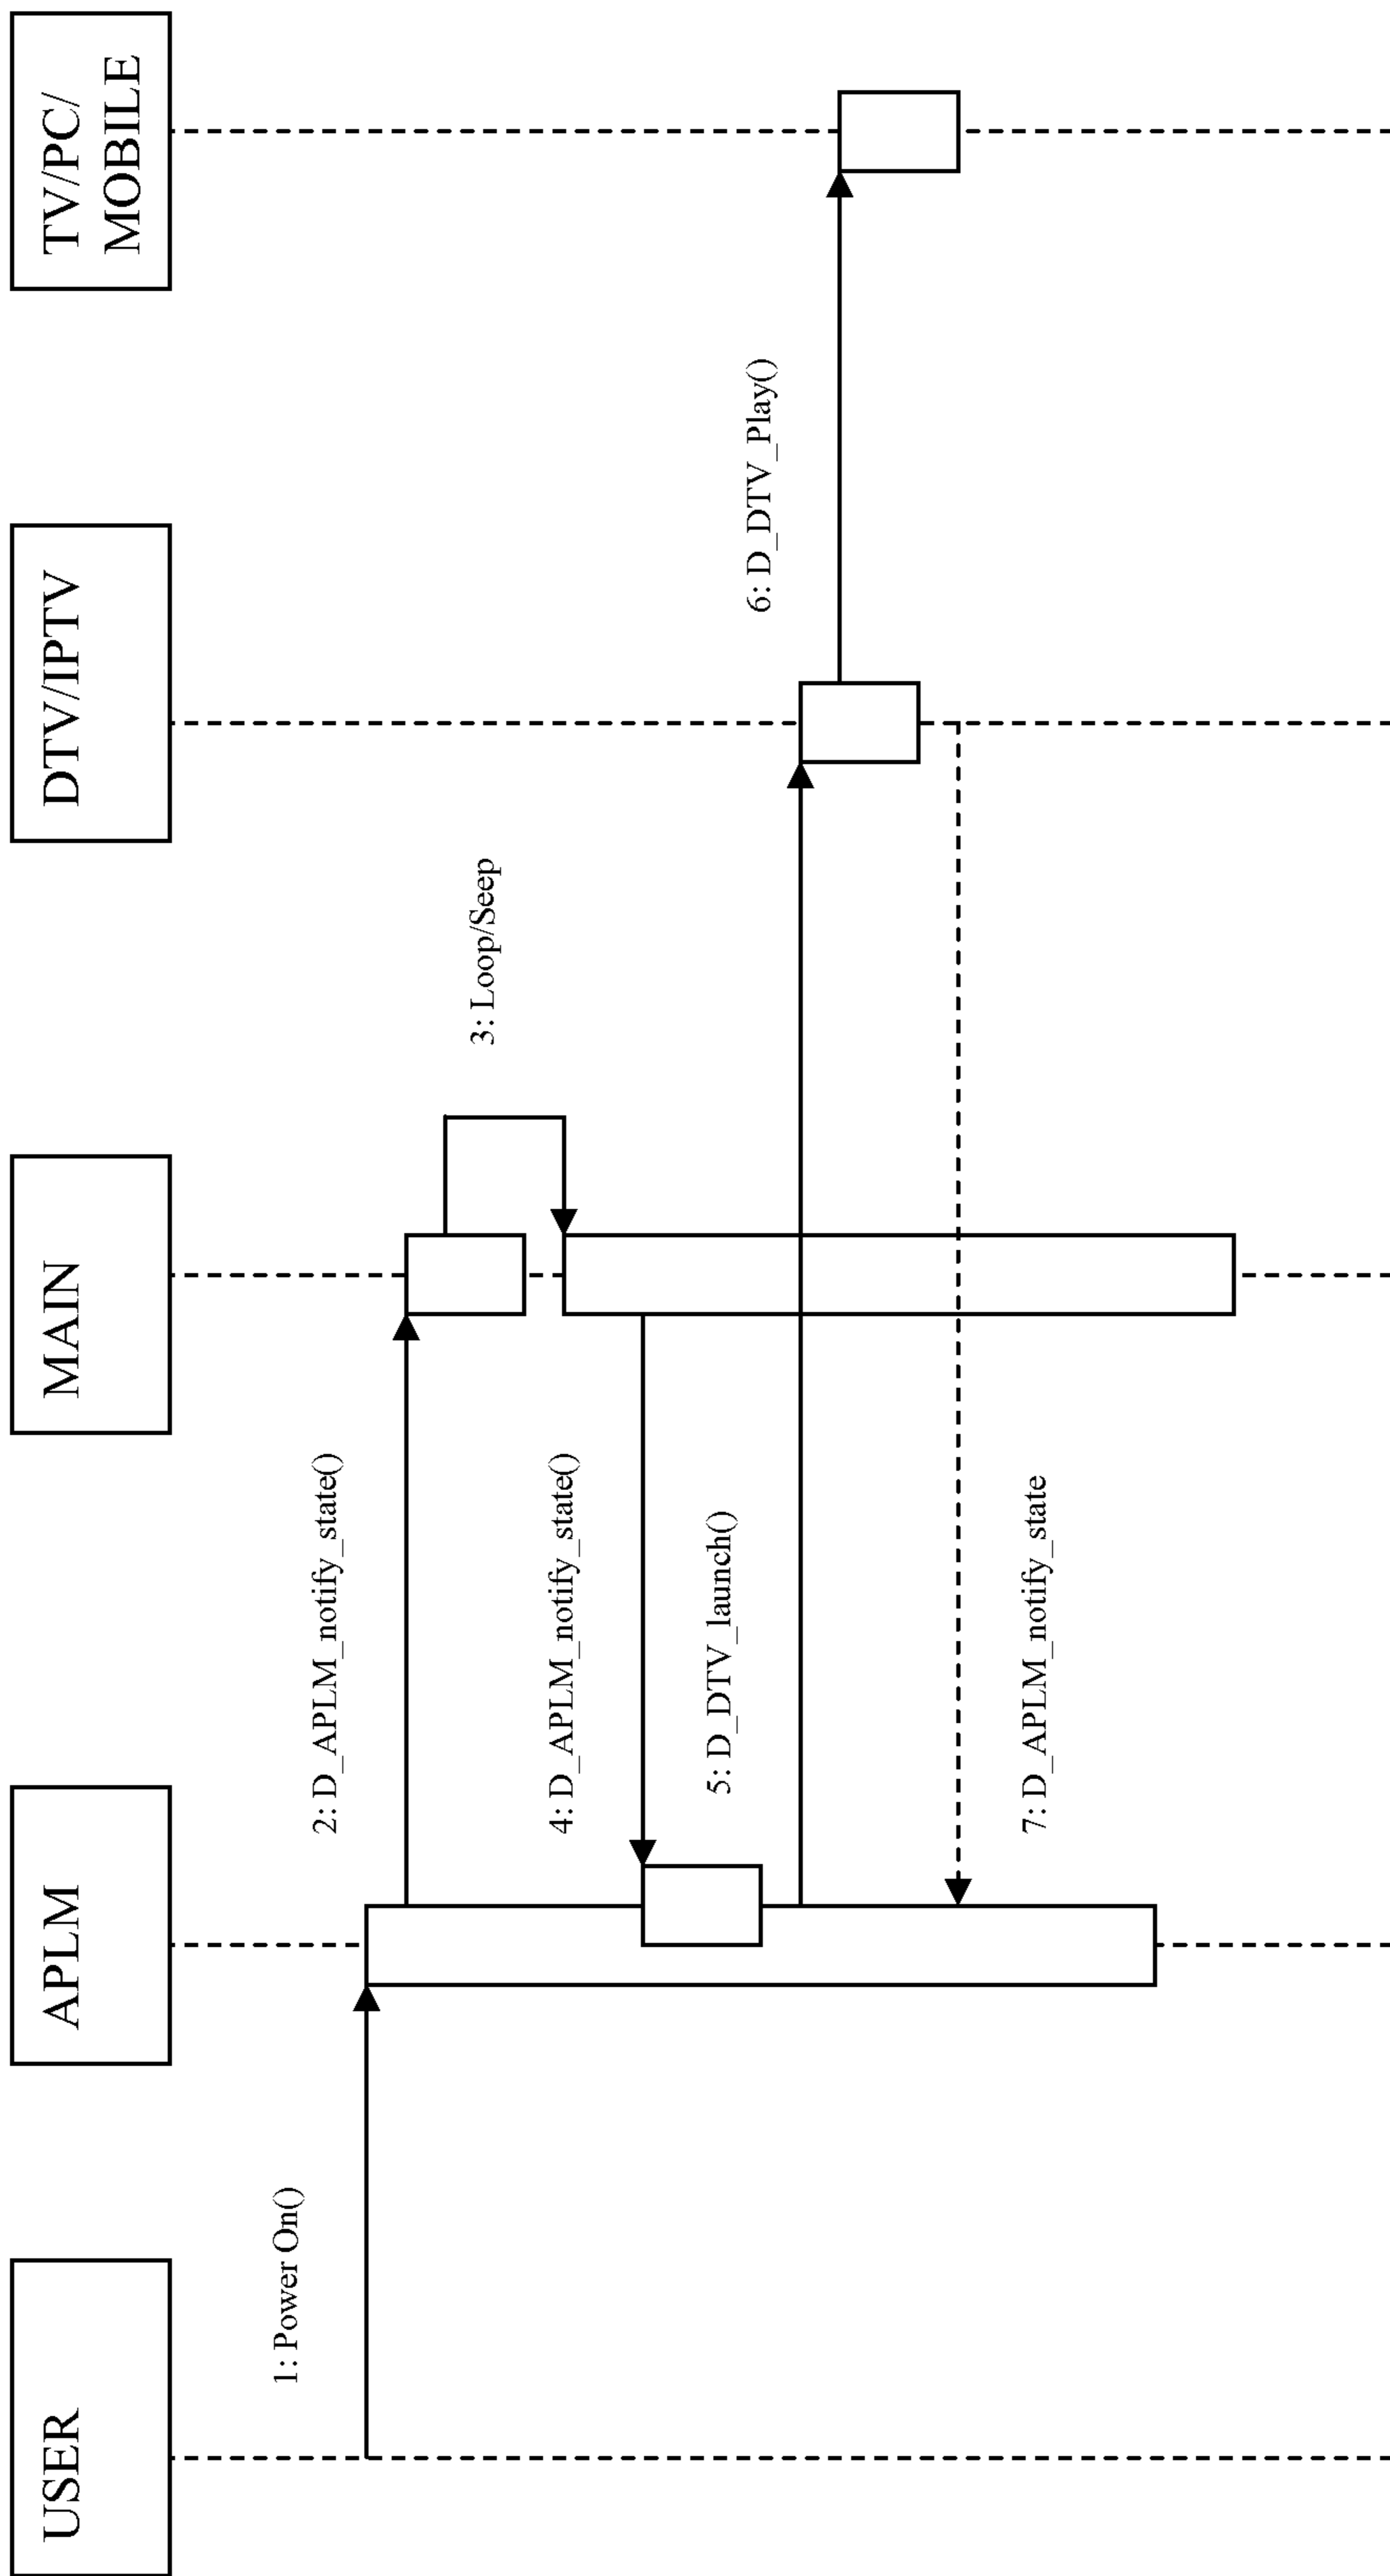 USER
APLM
MAIN
DTV/IPTV
TV/PC/
MOBILE
1: Power On()
2: D_APLM_notify_state()
3: Loop/Seep
4: D_APLM_notify_state()
5: D_DTV_launch()
6: D_DTV_Play()
7: D_APLM_notify_state